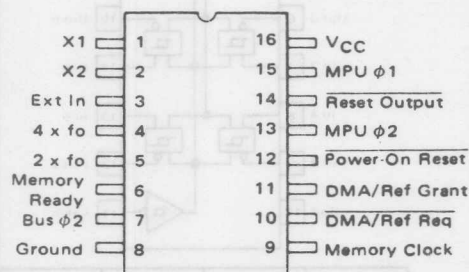 X1 1 16 VCC
X2 2 15 MPU φ1
Ext In 3 14 Reset Output
4 x fo 4 13 MPU φ2
2 x fo 5 12 Power-On Reset
Memory Ready 6 11 DMA/Ref Grant
Bus φ2 7 10 DMA/Ref Req
Ground 8 9 Memory Clock